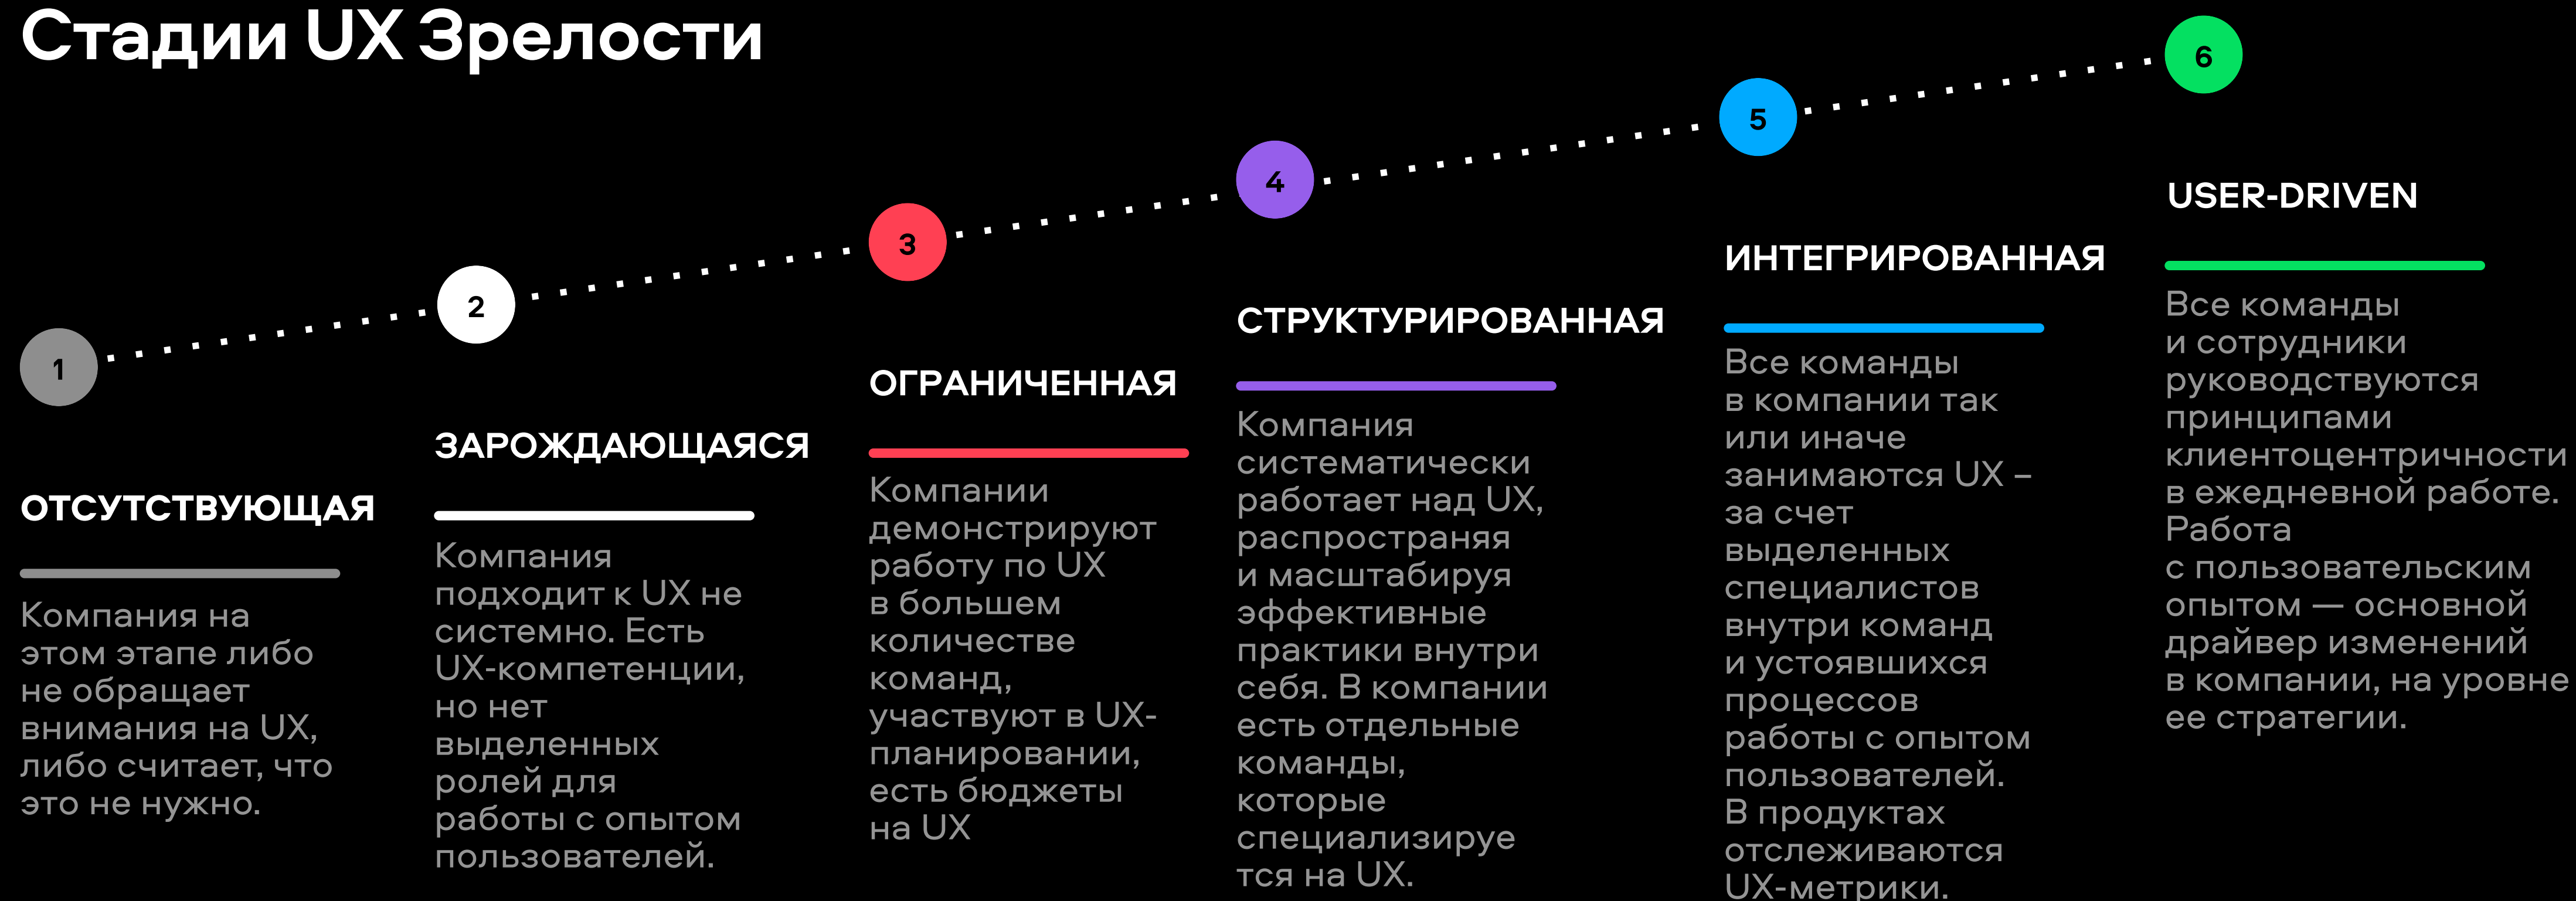 Стадии UX Зрелости
1
ОТСУТСТВУЮЩАЯ
Компания на
этом этапе либо
не обращает
внимания на UX,
либо считает, что
это не нужно.
2
ЗАРОЖДАЮЩАЯСЯ
Компания
подходит к UX не
системно. Есть
UX-компетенции,
но нет
выделенных
ролей для
работы с опытом
пользователей.
3
ОГРАНИЧЕННАЯ
Компании
демонстрируют
работу по UX
в большем
количестве
команд,
участвуют в UX-
планировании,
есть бюджеты
на UX
4
СТРУКТУРИРОВАННАЯ
Компания
систематически
работает над UX,
распространяя
и масштабируя
эффективные
практики внутри
себя. В компании
есть отдельные
команды,
которые
специализируе
тся на UX.
5
ИНТЕГРИРОВАННАЯ
Все команды
в компании так
или иначе
занимаются UX –
за счет
выделенных
специалистов
внутри команд
и устоявшихся
процессов
работы с опытом
пользователей.
В продуктах
отслеживаются
UX-метрики.
6
USER-DRIVEN
Все команды
и сотрудники
руководствуются
принципами
клиентоцентричности
в ежедневной работе.
Работа
с пользовательским
опытом — основной
драйвер изменений
в компании, на уровне
ее стратегии.